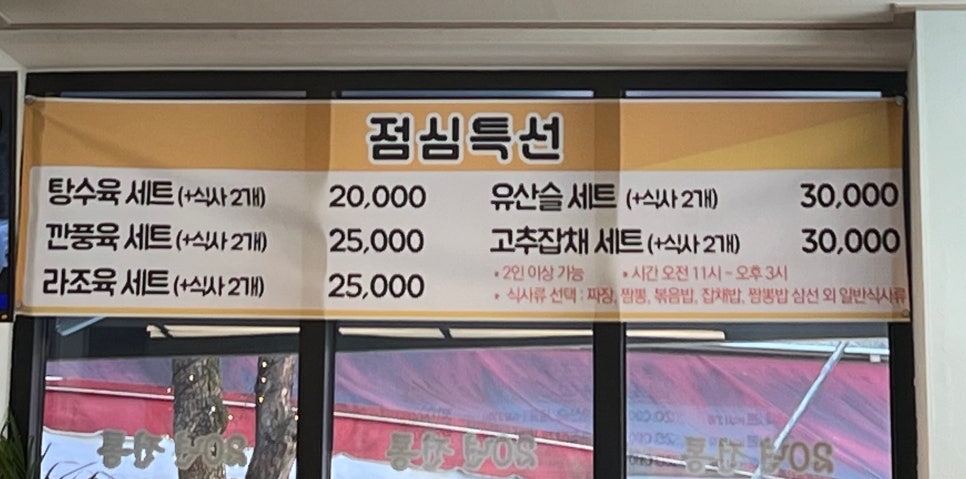 점심특선
탕수육 세트 (+식사 2개) 20,000
깐풍육 세트 (+식사 2개) 25,000
라조육 세트 (+식사 2개) 25,000
유산슬 세트 (+식사 2개) 30,000
고추잡채 세트 (+식사 2개) 30,000
* 2인 이상 가능 * 시간 오전 11시 ~ 오후 3시
* 식사류 선택 : 짜장, 짬뽕, 볶음밥, 잡채밥, 짬뽕밥 삼선 외 일반식사류